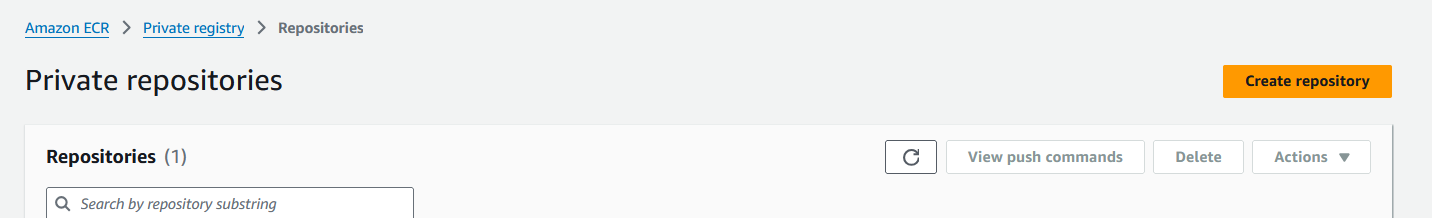 Amazon ECR > Private registry > Repositories
Private repositories
Create repository
Repositories (1)
View push commands
Delete
Actions
Search by repository substring